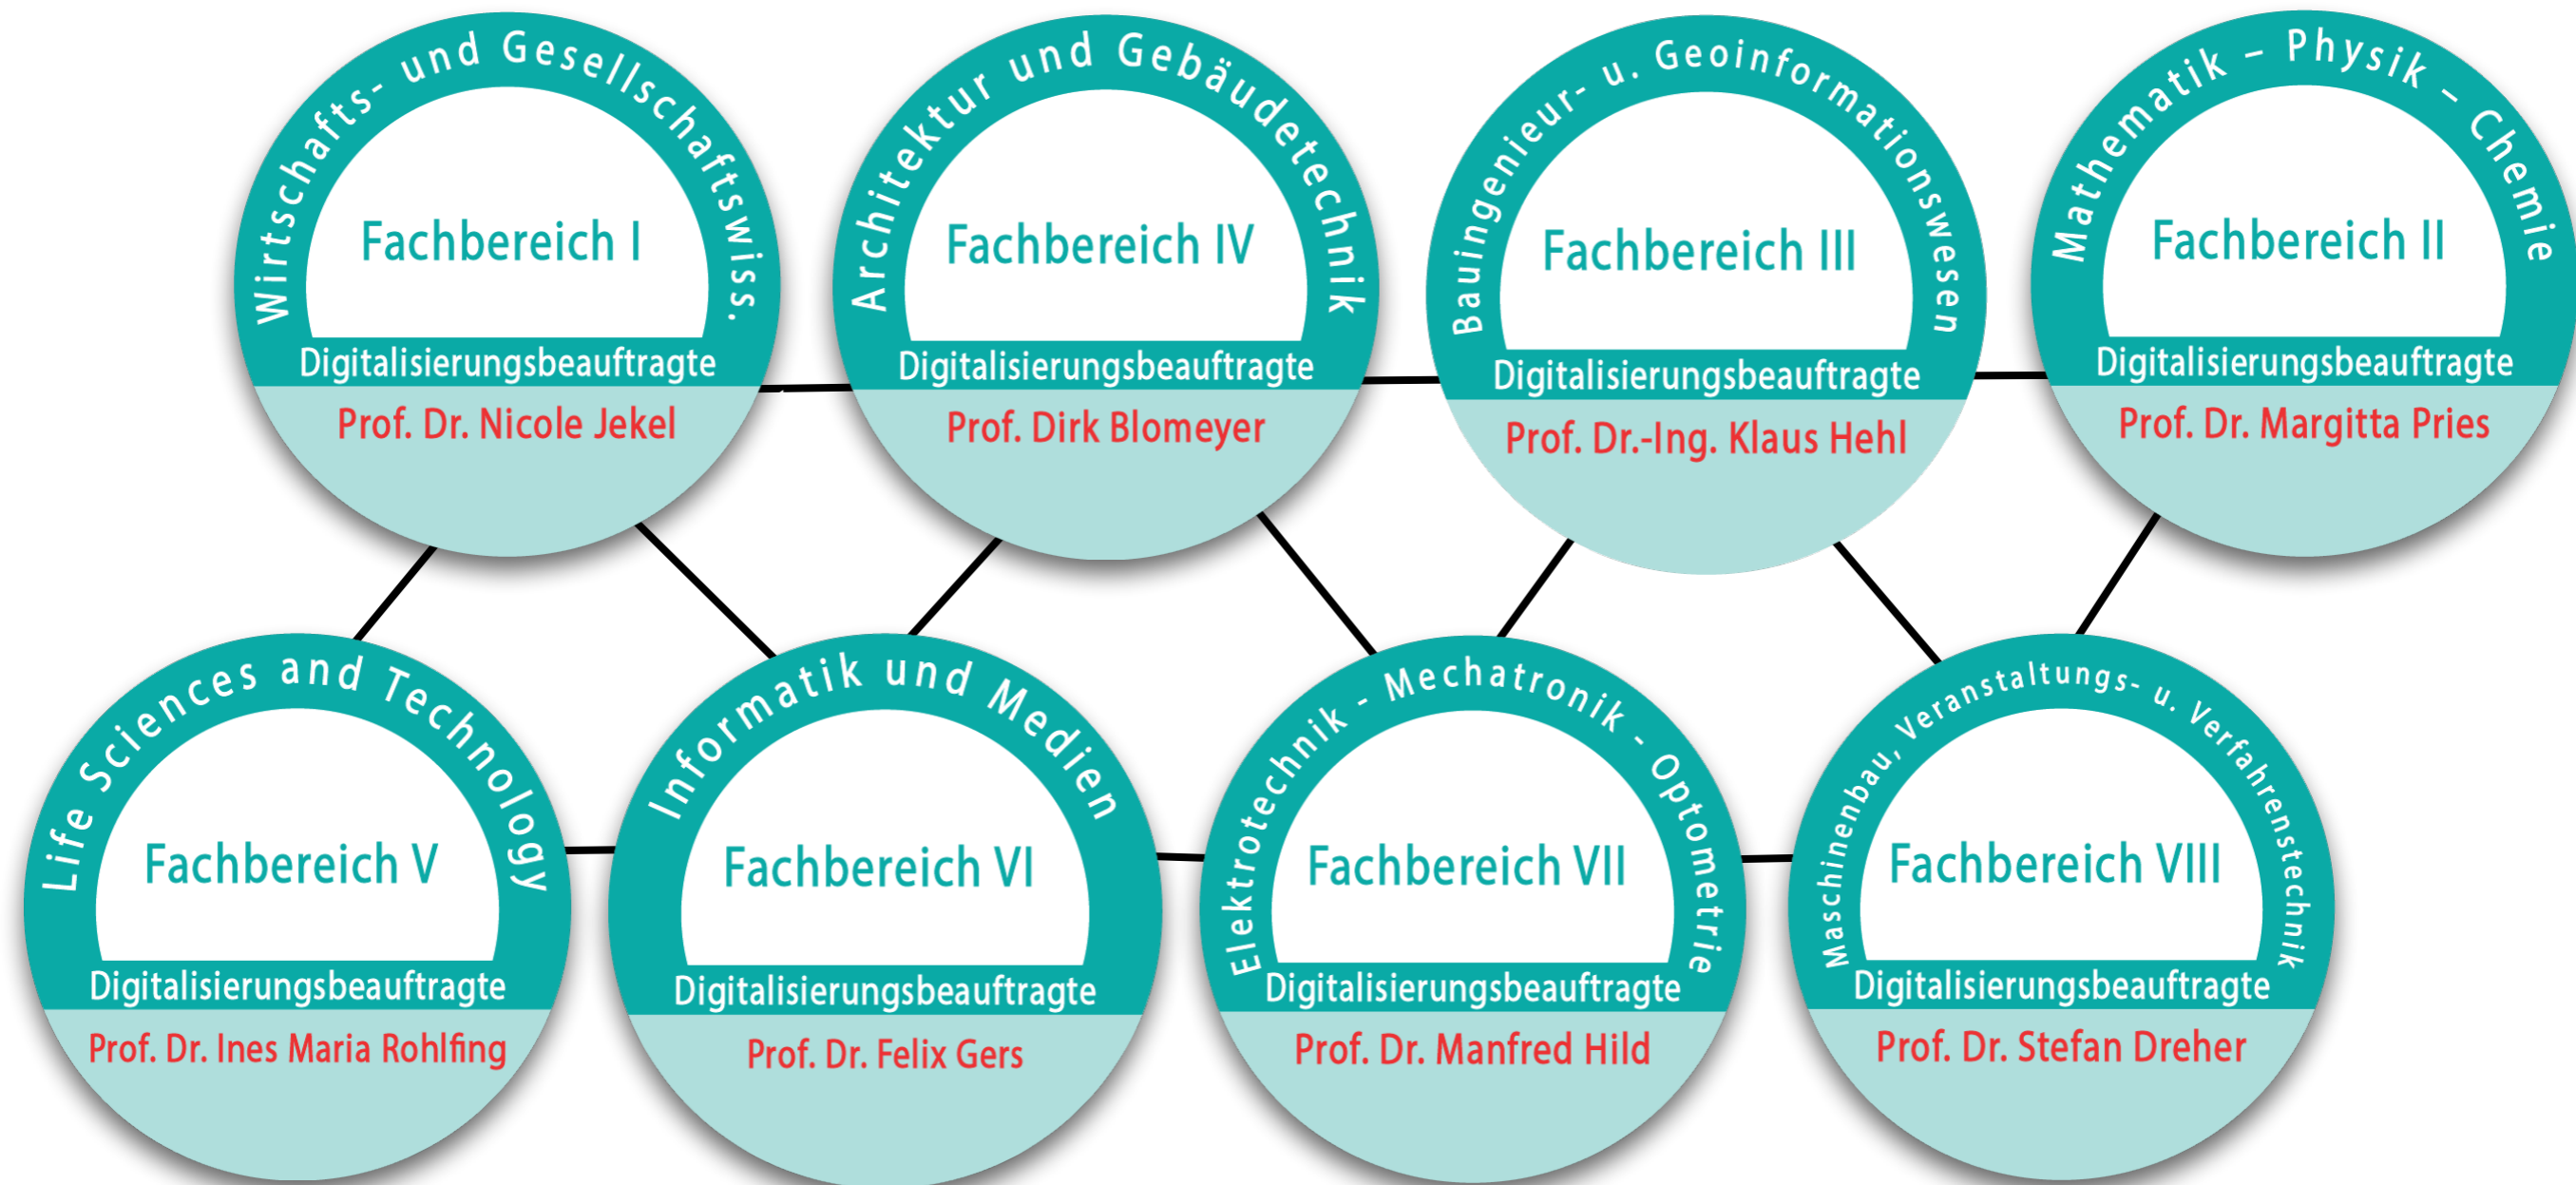 Wirtschafts- und Gesellschaftswiss.
Fachbereich I
Digitalisierungsbeauftragte
Prof. Dr. Nicole Jekel
Architektur und Gebäudetechnik
Fachbereich IV
Digitalisierungsbeauftragte
Prof. Dirk Blomeyer
Bauingenieur- u. Geoinformationswesen
Fachbereich III
Digitalisierungsbeauftragte
Prof. Dr.-Ing. Klaus Hehl
Mathematik – Physik – Chemie
Fachbereich II
Digitalisierungsbeauftragte
Prof. Dr. Margitta Pries
Life Sciences and Technology
Fachbereich V
Digitalisierungsbeauftragte
Prof. Dr. Ines Maria Rohlfing
Informatik und Medien
Fachbereich VI
Digitalisierungsbeauftragte
Prof. Dr. Felix Gers
Elektrotechnik - Mechatronik - Optometrie
Fachbereich VII
Digitalisierungsbeauftragte
Prof. Dr. Manfred Hild
Maschinenbau, Veranstaltungs- u. Verfahrenstechnik
Fachbereich VIII
Digitalisierungsbeauftragte
Prof. Dr. Stefan Dreher